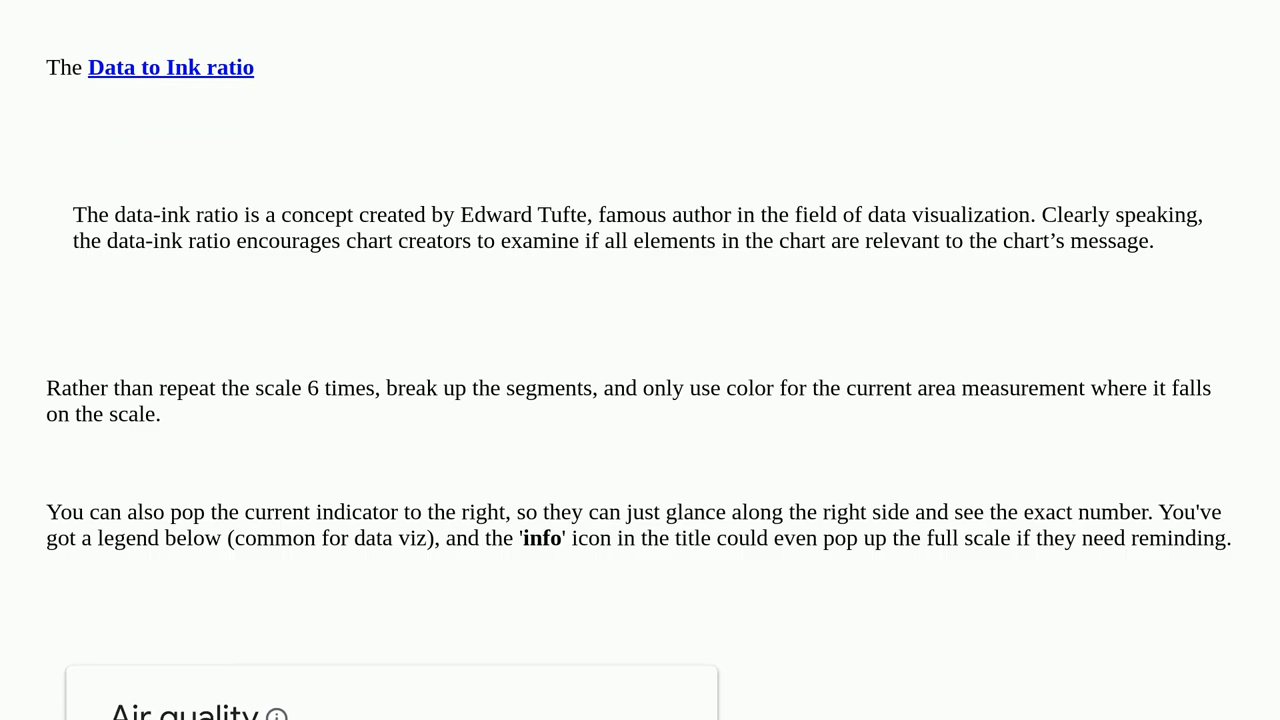 The Data to Ink ratio
The data-ink ratio is a concept created by Edward Tufte, famous author in the field of data visualization. Clearly speaking,
the data-ink ratio encourages chart creators to examine if all elements in the chart are relevant to the chart’s message.
Rather than repeat the scale 6 times, break up the segments, and only use color for the current area measurement where it falls
on the scale.
You can also pop the current indicator to the right, so they can just glance along the right side and see the exact number. You've
got a legend below (common for data viz), and the 'info' icon in the title could even pop up the full scale if they need reminding.
Air quality